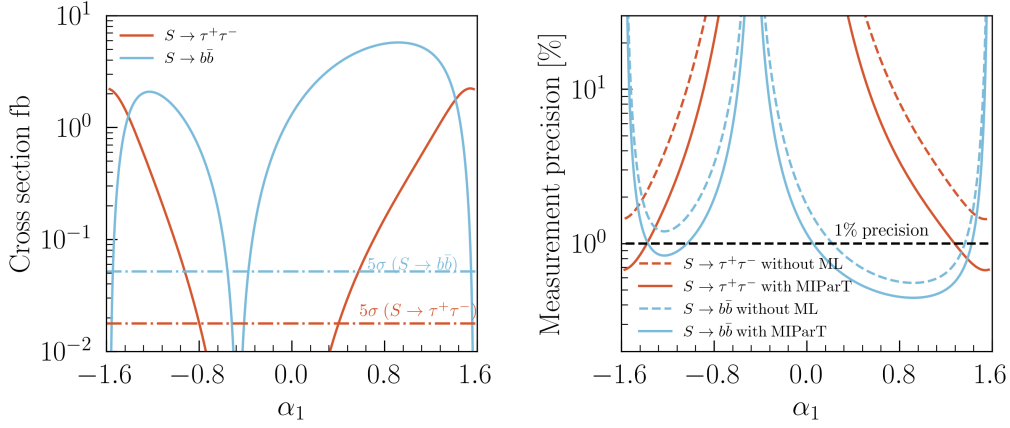 Cross section fb
10¹
10⁰
10⁻¹
10⁻²
S → τ⁺τ⁻
S → bb̄
5σ (S → bb̄)
5σ (S → τ⁺τ⁻)
−1.6 −0.8 0.0 0.8 1.6
α₁
Measurement precision [%]
10¹
10⁰
1% precision
S → τ⁺τ⁻ without ML
S → τ⁺τ⁻ with MIParT
S → bb̄ without ML
S → bb̄ with MIParT
−1.6 −0.8 0.0 0.8 1.6
α₁